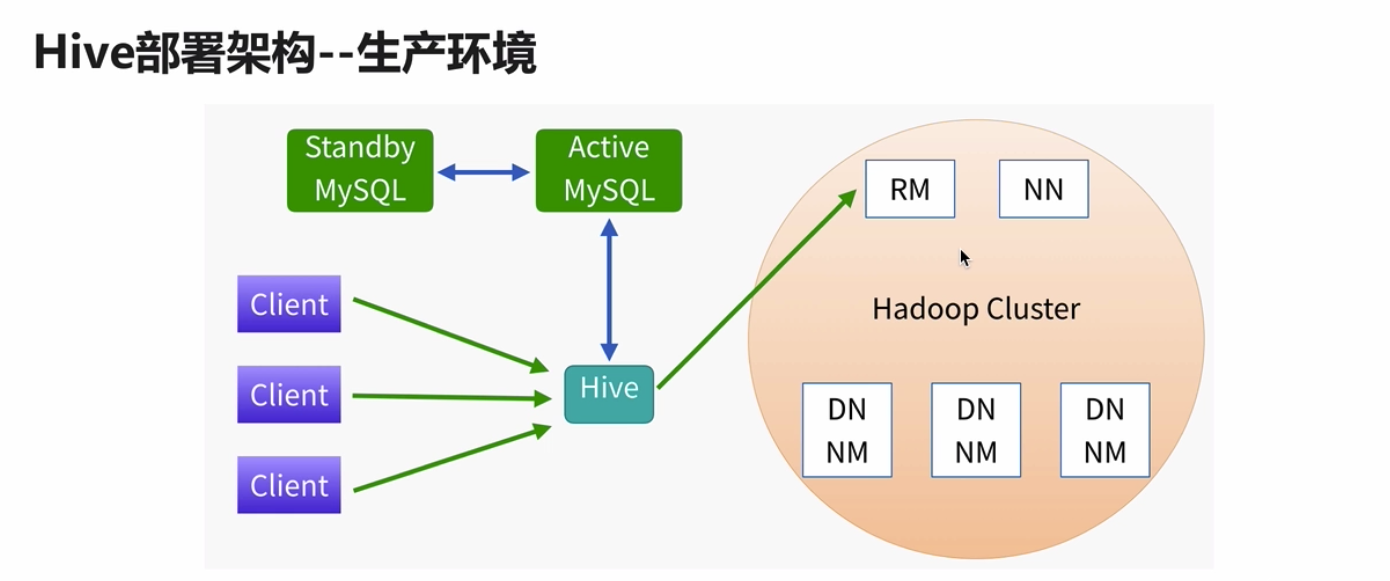 Hive部署架构--生产环境
Standby
MySQL
Active
MySQL
RM
NN
Client
Client
Client
Hive
Hadoop Cluster
DN
NM
DN
NM
DN
NM